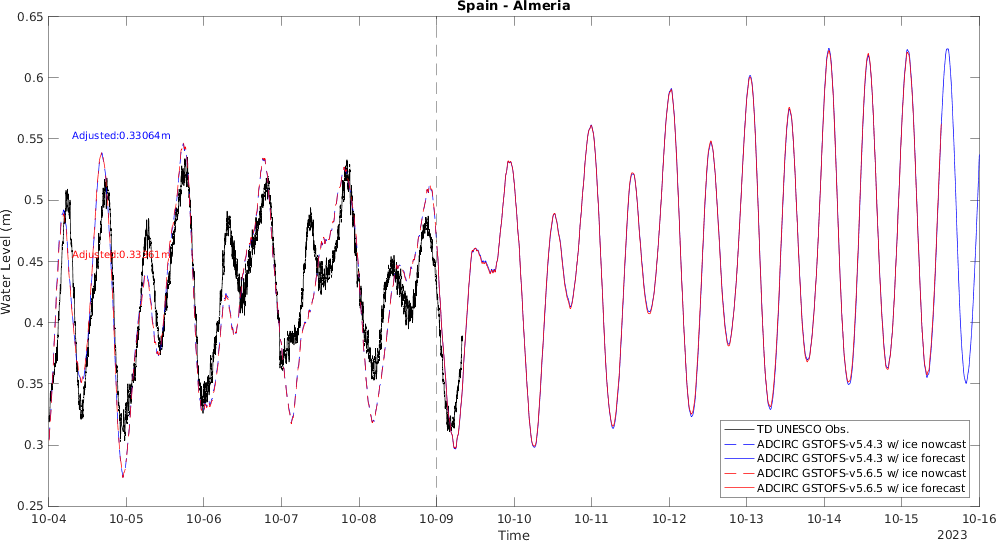 Spain - Almeria
0.65
0.6
0.55
0.5
0.45
0.4
0.35
0.3
0.25
Water Level (m)
Adjusted:0.33064m
Adjusted:0.33361m
TD UNESCO Obs.
ADCIRC GSTOFS-v5.4.3 w/ ice nowcast
ADCIRC GSTOFS-v5.4.3 w/ ice forecast
ADCIRC GSTOFS-v5.6.5 w/ ice nowcast
ADCIRC GSTOFS-v5.6.5 w/ ice forecast
10-04 10-05 10-06 10-07 10-08 10-09 10-10 10-11 10-12 10-13 10-14 10-15 10-16
Time
2023